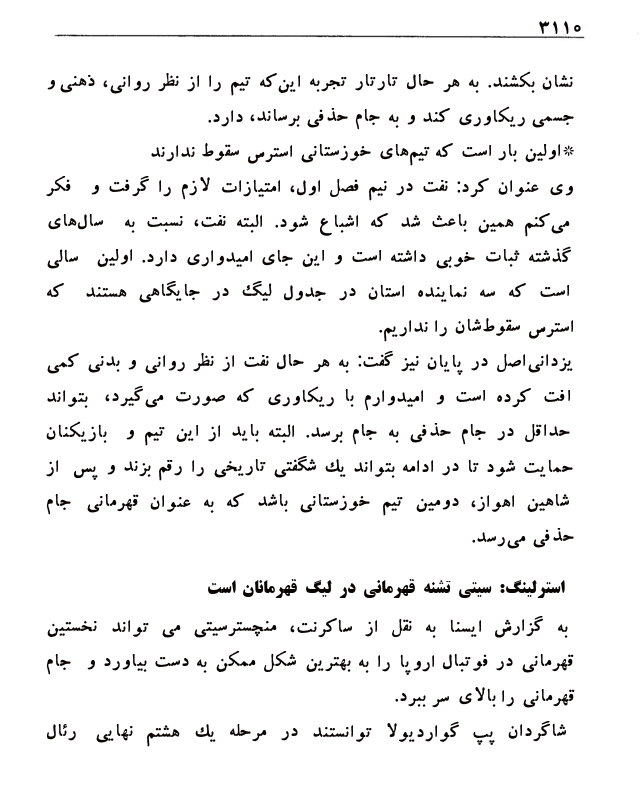 ۳۱۱۰
نشان بکشند. به هر حال تارتار تجربه این‌که تیم را از نظر روانی، ذهنی و
جسمی ریکاوری کند و به جام حذفی برساند، دارد.
*اولین بار است که تیم‌های خوزستانی استرس سقوط ندارند
وی عنوان کرد: نفت در نیم فصل اول، امتیازات لازم را گرفت و فکر
می‌کنم همین باعث شد که اشباع شود. البته نفت، نسبت به سال‌های
گذشته ثبات خوبی داشته است و این جای امیدواری دارد. اولین سالی
است که سه نماینده استان در جدول لیگ در جایگاهی هستند که
استرس سقوط‌شان را نداریم.
یزدانی‌اصل در پایان نیز گفت: به هر حال نفت از نظر روانی و بدنی کمی
افت کرده است و امیدوارم با ریکاوری که صورت می‌گیرد، بتواند
حداقل در جام حذفی به جام برسد. البته باید از این تیم و بازیکنان
حمایت شود تا در ادامه بتواند یك شگفتی تاریخی را رقم بزند و پس از
شاهین اهواز، دومین تیم خوزستانی باشد که به عنوان قهرمانی جام
حذفی می‌رسد.
استرلینگ: سیتی تشنه قهرمانی در لیگ قهرمانان است
به گزارش ایسنا به نقل از ساکرنت، منچسترسیتی می تواند نخستین
قهرمانی در فوتبال اروپا را به بهترین شکل ممکن به دست بیاورد و جام
قهرمانی را بالای سر ببرد.
شاگردان پپ گواردیولا توانستند در مرحله یك هشتم نهایی رئال